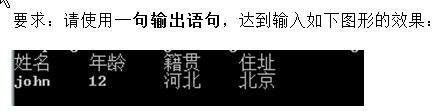 要求：请使用一句输出语句，达到输入如下图形的效果：
姓名 年龄 籍贯 住址
john 12 河北 北京